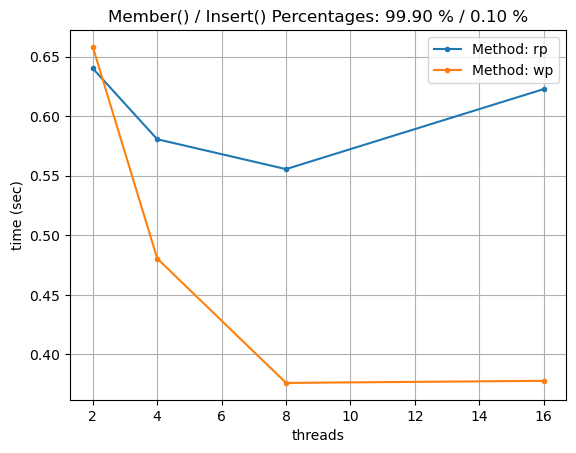 Member() / Insert() Percentages: 99.90 % / 0.10 %
Method: rp
Method: wp
time (sec)
0.65
0.60
0.55
0.50
0.45
0.40
2 4 6 8 10 12 14 16
threads